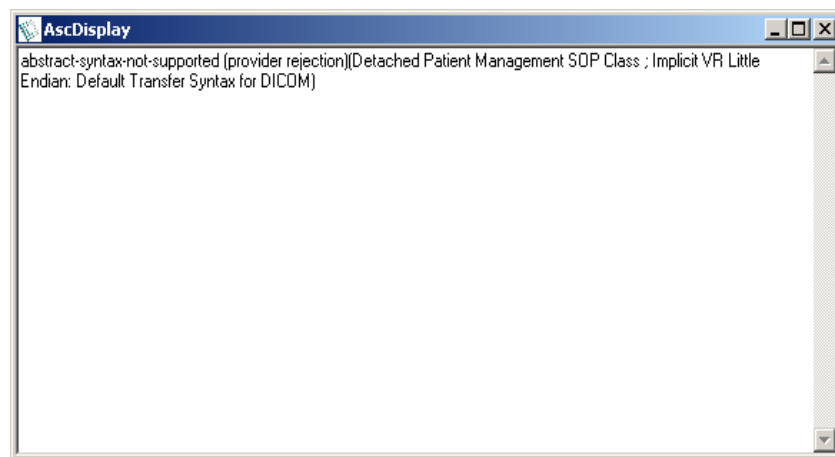 AscDisplay
abstract-syntax-not-supported (provider rejection)(Detached Patient Management SOP Class ; Implicit VR Little
Endian: Default Transfer Syntax for DICOM)